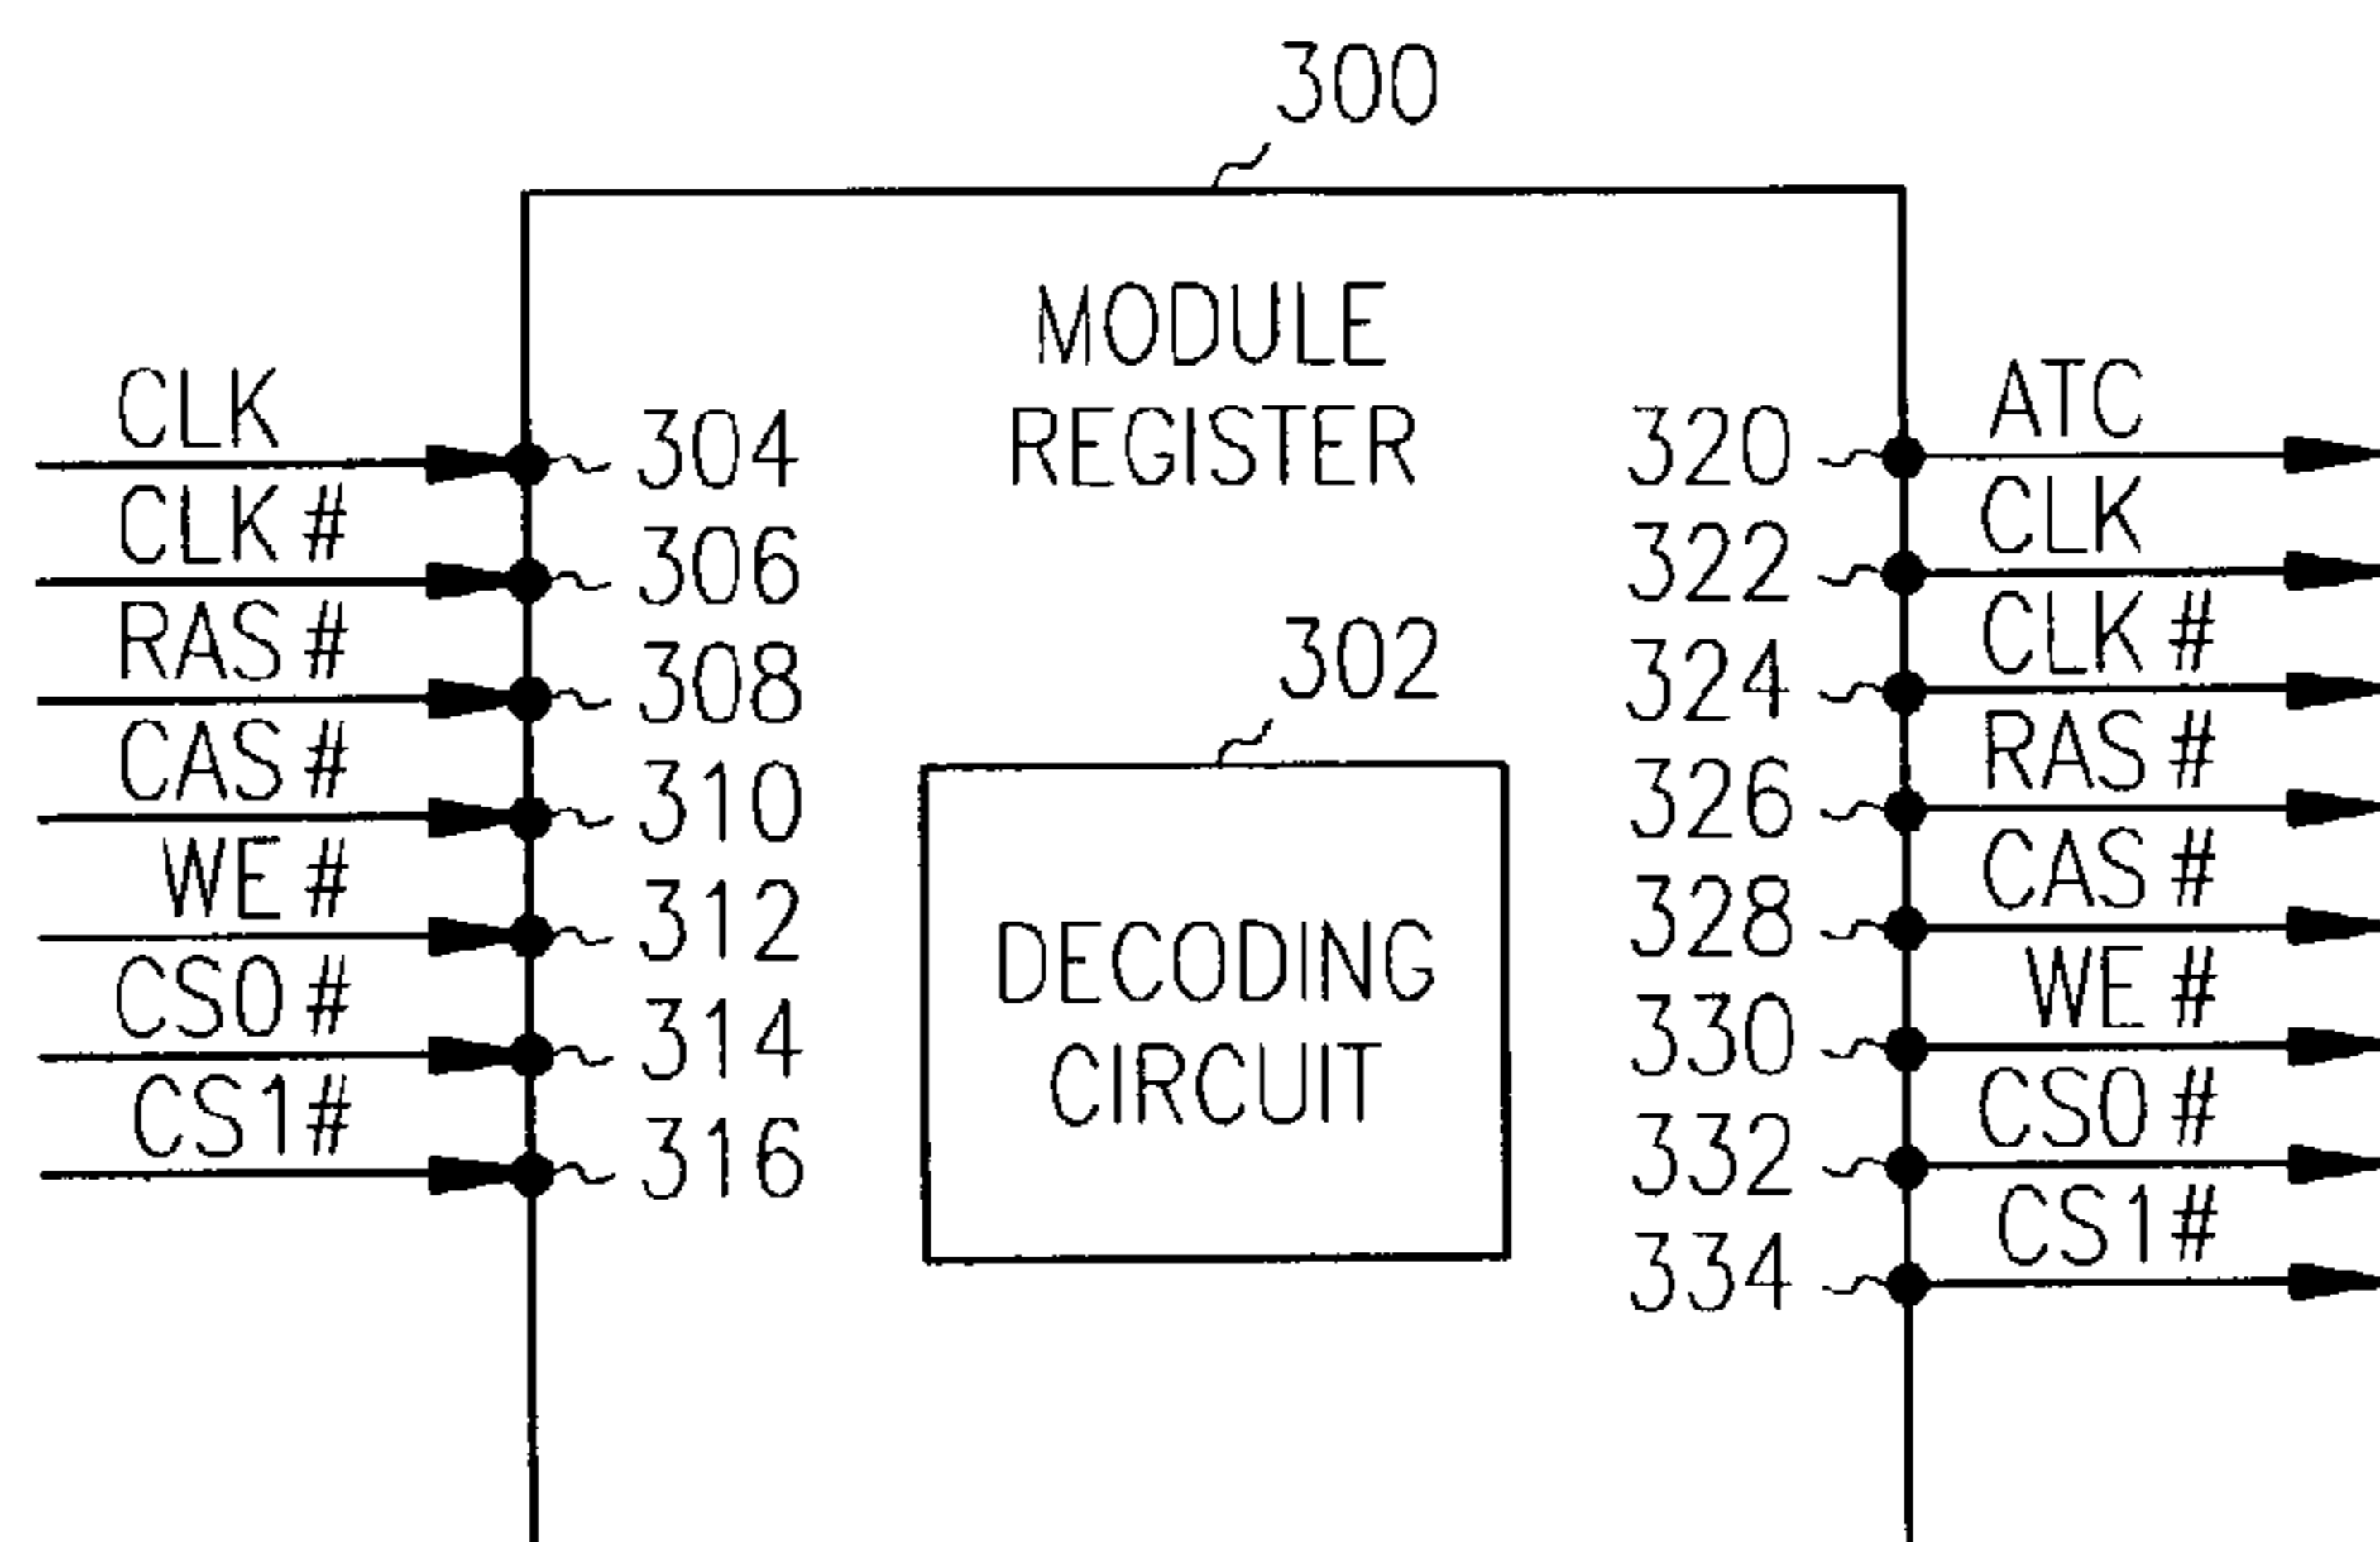 300
MODULE
REGISTER
CLK
304
CLK #
306
RAS #
308
CAS #
310
WE #
312
CS0 #
314
CS1 #
316
302
DECODING
CIRCUIT
320
ATC
322
CLK
324
CLK #
326
RAS #
328
CAS #
330
WE #
332
CS0 #
334
CS1 #